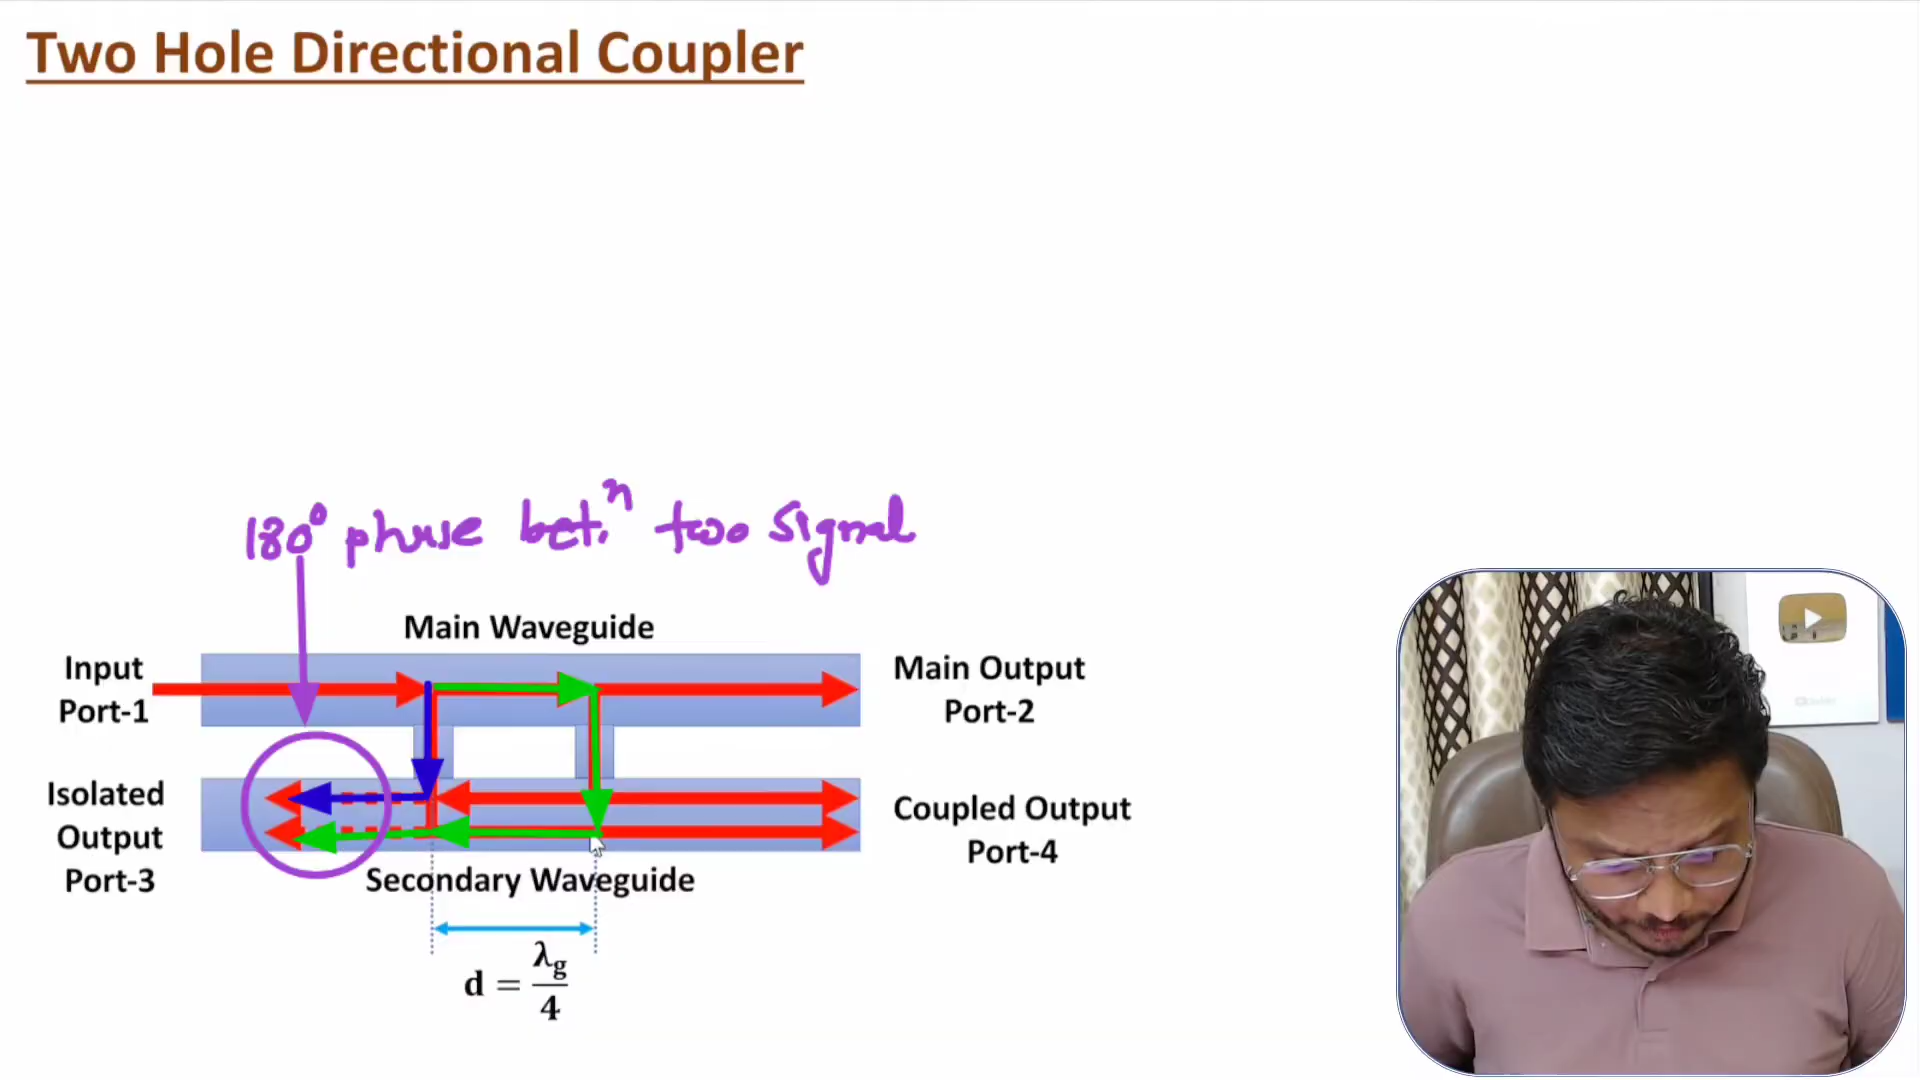 Two Hole Directional Coupler
180° phase betⁿ two signal
Main Waveguide
Input
Port-1
Main Output
Port-2
Isolated
Output
Port-3
Coupled Output
Port-4
Secondary Waveguide
d = λg/4